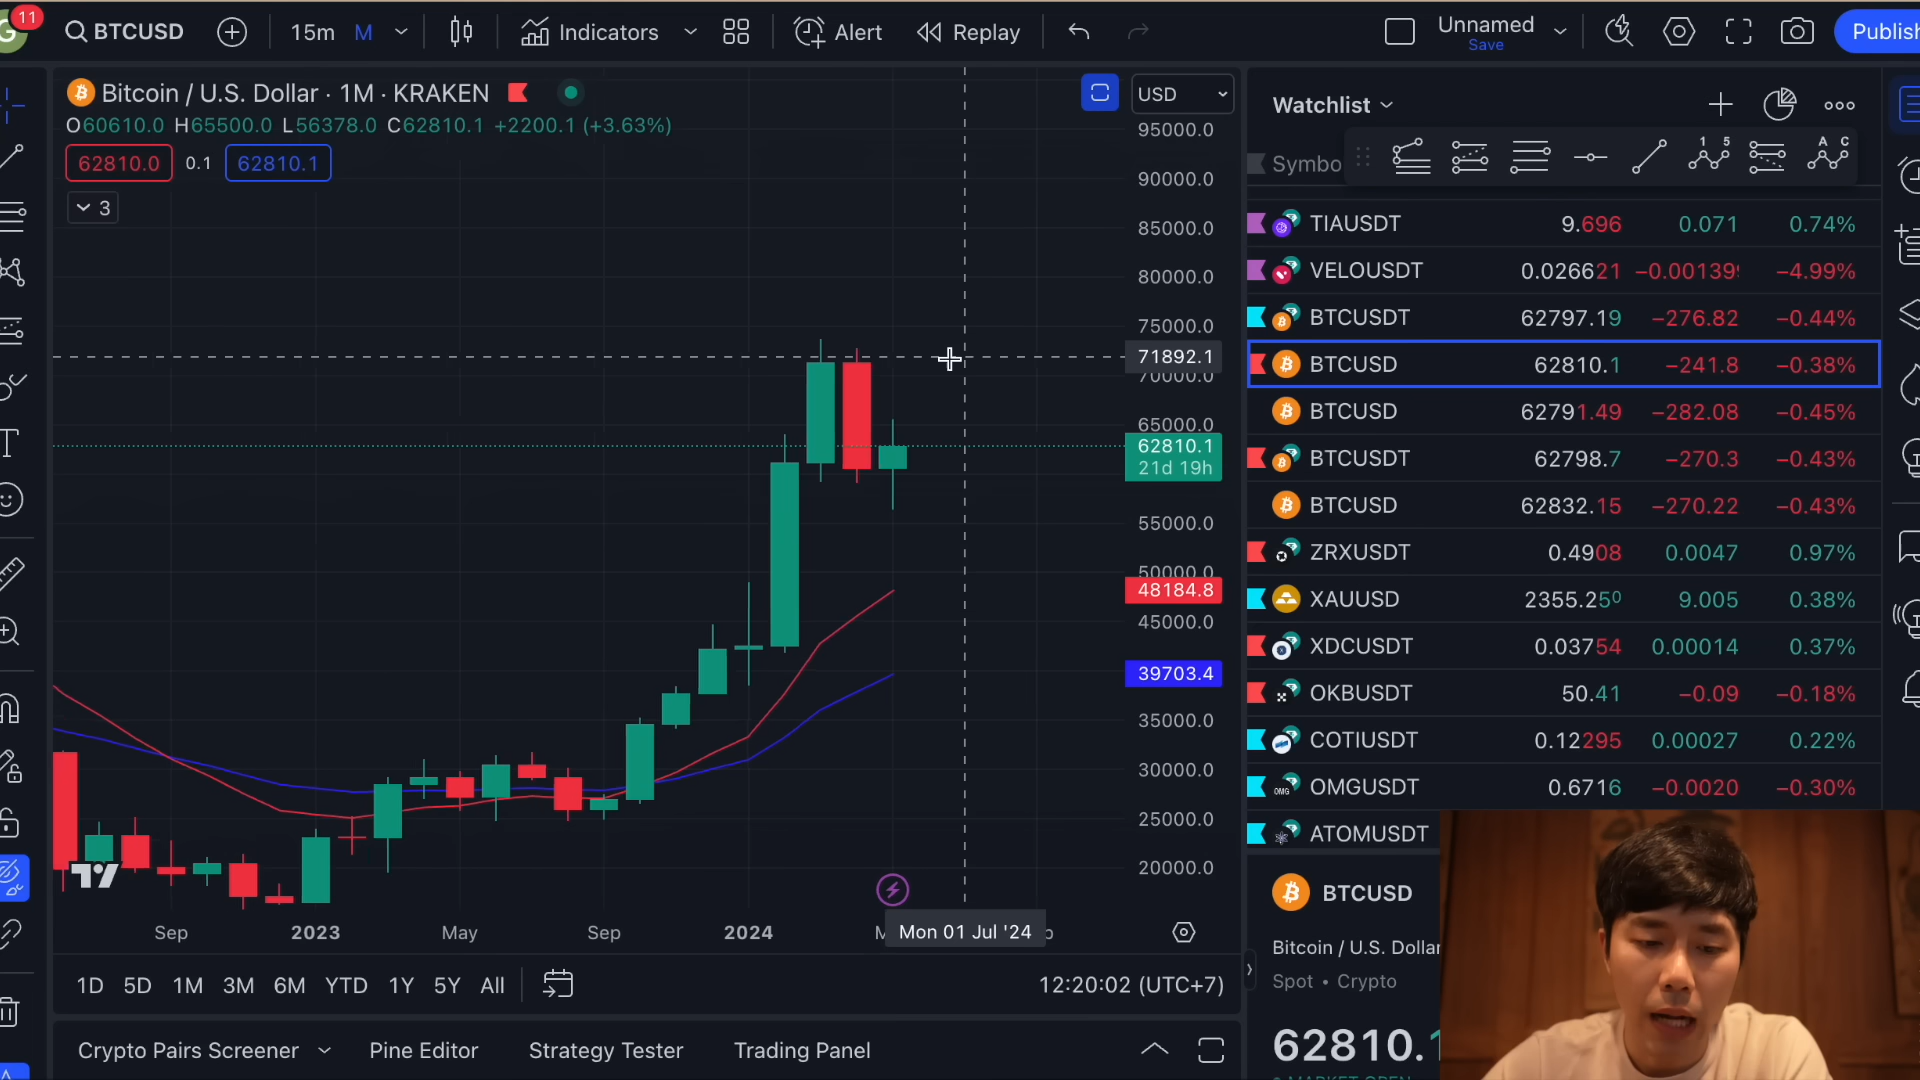 11
BTCUSD
15m M
Indicators
Alert
Replay
Unnamed
Save
Publish
Bitcoin / U.S. Dollar · 1M · KRAKEN
O60610.0 H65500.0 L56378.0 C62810.1 +2200.1 (+3.63%)
62810.0 0.1 62810.1
3
USD
95000.0
90000.0
85000.0
80000.0
75000.0
71892.1
70000.0
65000.0
62810.1
21d 19h
55000.0
50000.0
48184.8
45000.0
39703.4
35000.0
30000.0
25000.0
20000.0
Sep 2023 May Sep 2024 Mon 01 Jul '24
1D 5D 1M 3M 6M YTD 1Y 5Y All
12:20:02 (UTC+7)
Crypto Pairs Screener Pine Editor Strategy Tester Trading Panel
Watchlist
Symbo
TIAUSDT 9.696 0.071 0.74%
VELOUSDT 0.026621 −0.001399 −4.99%
BTCUSDT 62797.19 −276.82 −0.44%
BTCUSD 62810.1 −241.8 −0.38%
BTCUSD 62791.49 −282.08 −0.45%
BTCUSDT 62798.7 −270.3 −0.43%
BTCUSD 62832.15 −270.22 −0.43%
ZRXUSDT 0.4908 0.0047 0.97%
XAUUSD 2355.250 9.005 0.38%
XDCUSDT 0.03754 0.00014 0.37%
OKBUSDT 50.41 −0.09 −0.18%
COTIUSDT 0.12295 0.00027 0.22%
OMGUSDT 0.6716 −0.0020 −0.30%
ATOMUSDT
BTCUSD
Bitcoin / U.S. Dollar
Spot • Crypto
62810.1